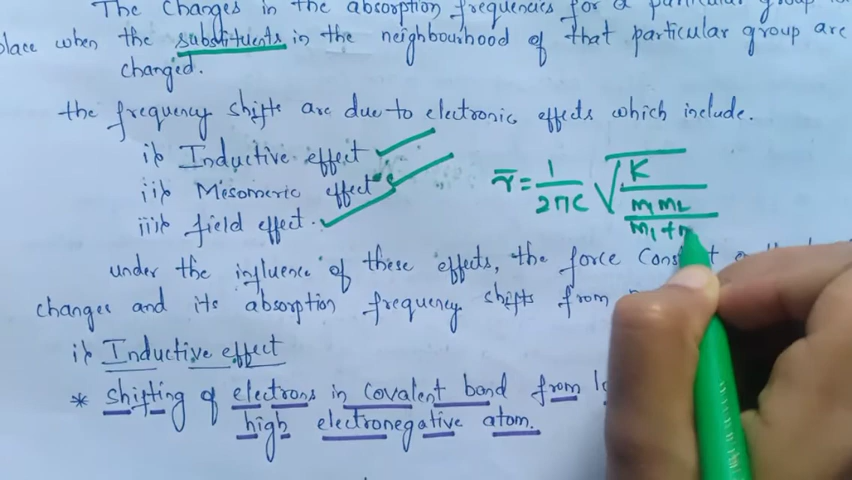 The changes in the absorption frequencies for a particular group
place when the substituents in the neighbourhood of that particular group are
changed.
the frequency shifts are due to electronic effects which include.
i) Inductive effect
ii) Mesomeric effect
iii) field effect.
ν̅ = 1/2πc √(K / (m1 m2 / m1 +
under the influence of these effects, the force
changes and its absorption frequency shifts from
i) Inductive effect
* shifting of electrons in covalent bond from
high electronegative atom.